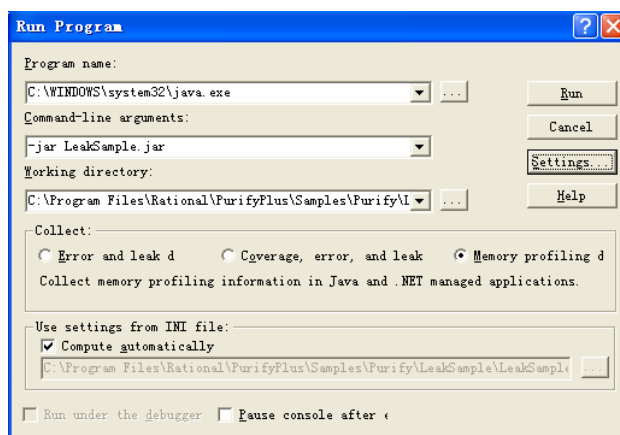 Run Program
Program name:
C:\WINDOWS\system32\java.exe
...
Run
Command-line arguments:
Cancel
-jar LeakSample.jar
Settings...
Working directory:
C:\Program Files\Rational\PurifyPlus\Samples\Purify\L
...
Help
Collect:
Error and leak d
Coverage, error, and leak
Memory profiling d
Collect memory profiling information in Java and .NET managed applications.
Use settings from INI file:
Compute automatically
C:\Program Files\Rational\PurifyPlus\Samples\Purify\LeakSample\LeakSample
...
Run under the debugger
Pause console after e